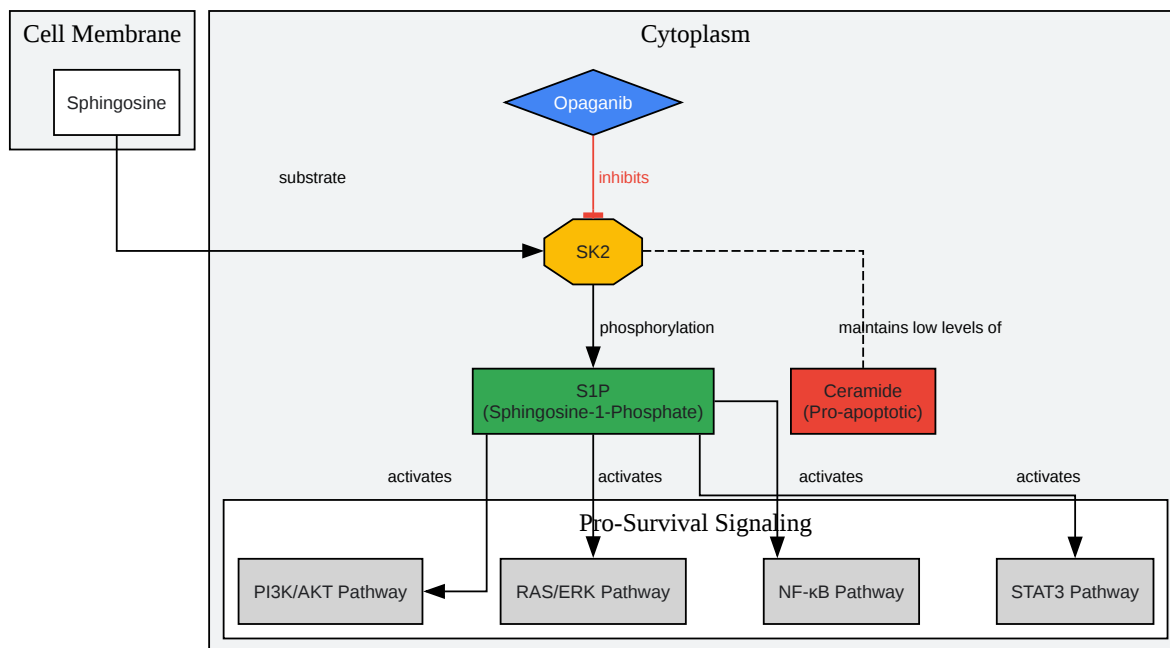 Cell Membrane
Cytoplasm
Sphingosine
Opaganib
substrate
inhibits
SK2
phosphorylation
maintains low levels of
S1P
(Sphingosine-1-Phosphate)
Ceramide
(Pro-apoptotic)
activates
activates
activates
activates
Pro-Survival Signaling
PI3K/AKT Pathway
RAS/ERK Pathway
NF-κB Pathway
STAT3 Pathway